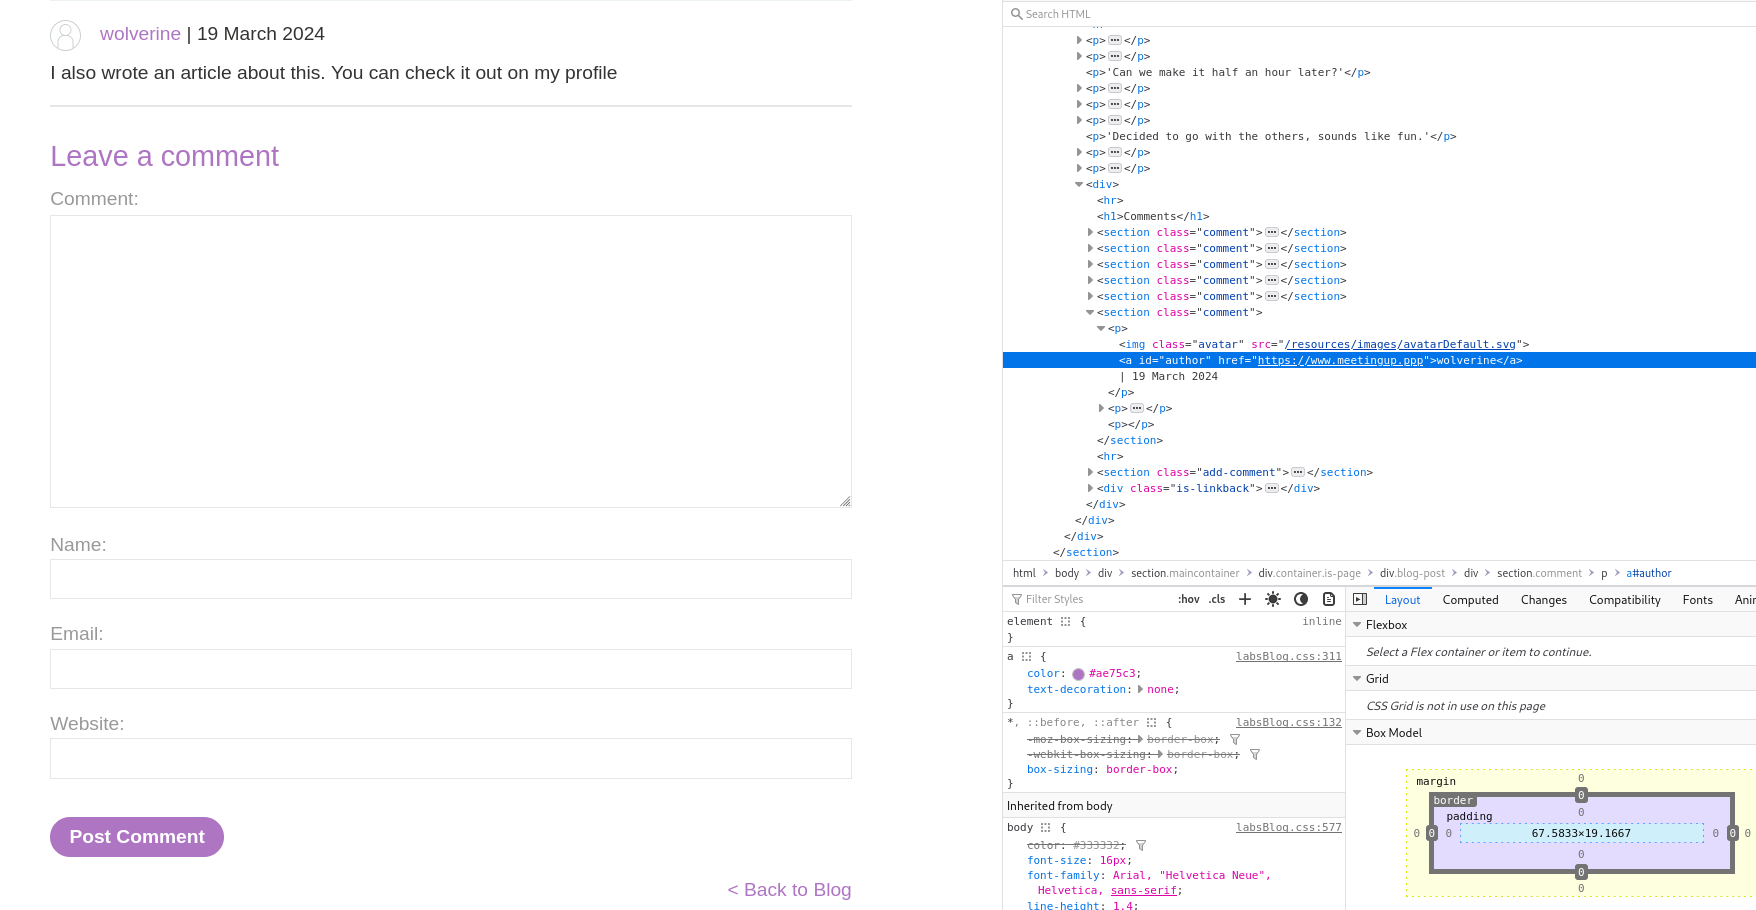 wolverine | 19 March 2024
I also wrote an article about this. You can check it out on my profile
Leave a comment
Comment:
Name:
Email:
Website:
Post Comment
< Back to Blog
Search HTML
<p> ••• </p>
<p> ••• </p>
<p>'Can we make it half an hour later?'</p>
<p> ••• </p>
<p> ••• </p>
<p> ••• </p>
<p>'Decided to go with the others, sounds like fun.'</p>
<p> ••• </p>
<p> ••• </p>
<div>
<hr>
<h1>Comments</h1>
<section class="comment"> ••• </section>
<section class="comment"> ••• </section>
<section class="comment"> ••• </section>
<section class="comment"> ••• </section>
<section class="comment"> ••• </section>
<section class="comment">
<p>
<img class="avatar" src="/resources/images/avatarDefault.svg">
<a id="author" href="https://www.meetingup.ppp">wolverine</a>
| 19 March 2024
</p>
<p> ••• </p>
<p></p>
</section>
<hr>
<section class="add-comment"> ••• </section>
<div class="is-linkback"> ••• </div>
</div>
</div>
</div>
</section>
html > body > div > section.maincontainer > div.container.is-page > div.blog-post > div > section.comment > p > a#author
Filter Styles :hov .cls +
element { inline
}
a { labsBlog.css:311
color: #ae75c3;
text-decoration: none;
}
*, ::before, ::after { labsBlog.css:132
-moz-box-sizing: border-box;
-webkit-box-sizing: border-box;
box-sizing: border-box;
}
Inherited from body
body { labsBlog.css:577
color: #333332;
font-size: 16px;
font-family: Arial, "Helvetica Neue",
Helvetica, sans-serif;
line-height: 1.4;
Layout Computed Changes Compatibility Fonts Ani
Flexbox
Select a Flex container or item to continue.
Grid
CSS Grid is not in use on this page
Box Model
margin 0
border 0
padding 0
0 0 0 67.5833×19.1667 0 0 0
0
0
0